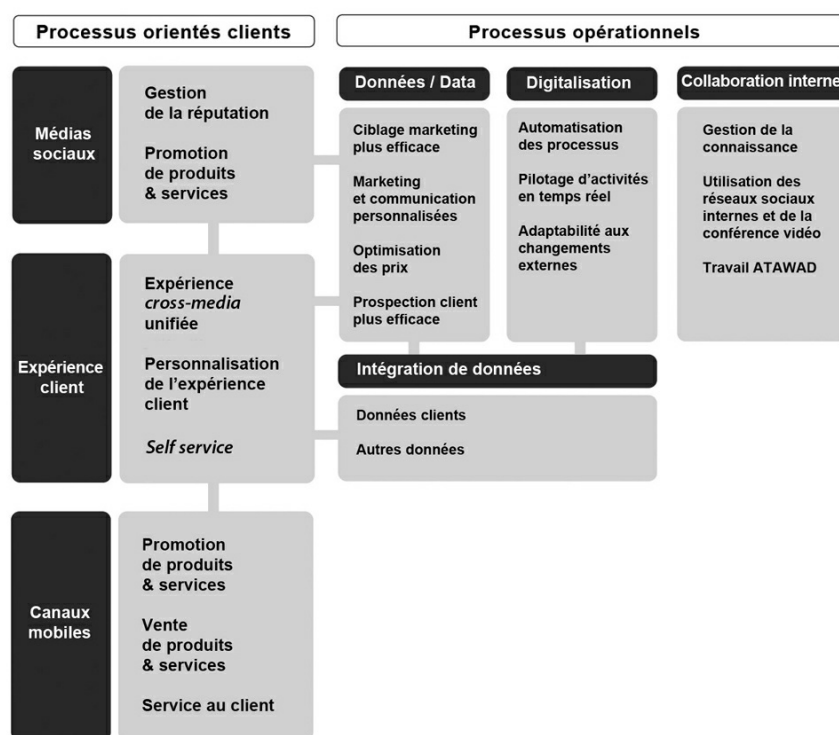 Processus orientés clients
Processus opérationnels
Médias
sociaux
Gestion
de la réputation
Promotion
de produits
& services
Expérience
client
Expérience
cross-media
unifiée
Personnalisation
de l'expérience
client
Self service
Canaux
mobiles
Promotion
de produits
& services
Vente
de produits
& services
Service au client
Données / Data
Ciblage marketing
plus efficace
Marketing
et communication
personnalisées
Optimisation
des prix
Prospection client
plus efficace
Digitalisation
Automatisation
des processus
Pilotage d'activités
en temps réel
Adaptabilité aux
changements
externes
Collaboration interne
Gestion de la
connaissance
Utilisation des
réseaux sociaux
internes et de la
conférence vidéo
Travail ATAWAD
Intégration de données
Données clients
Autres données